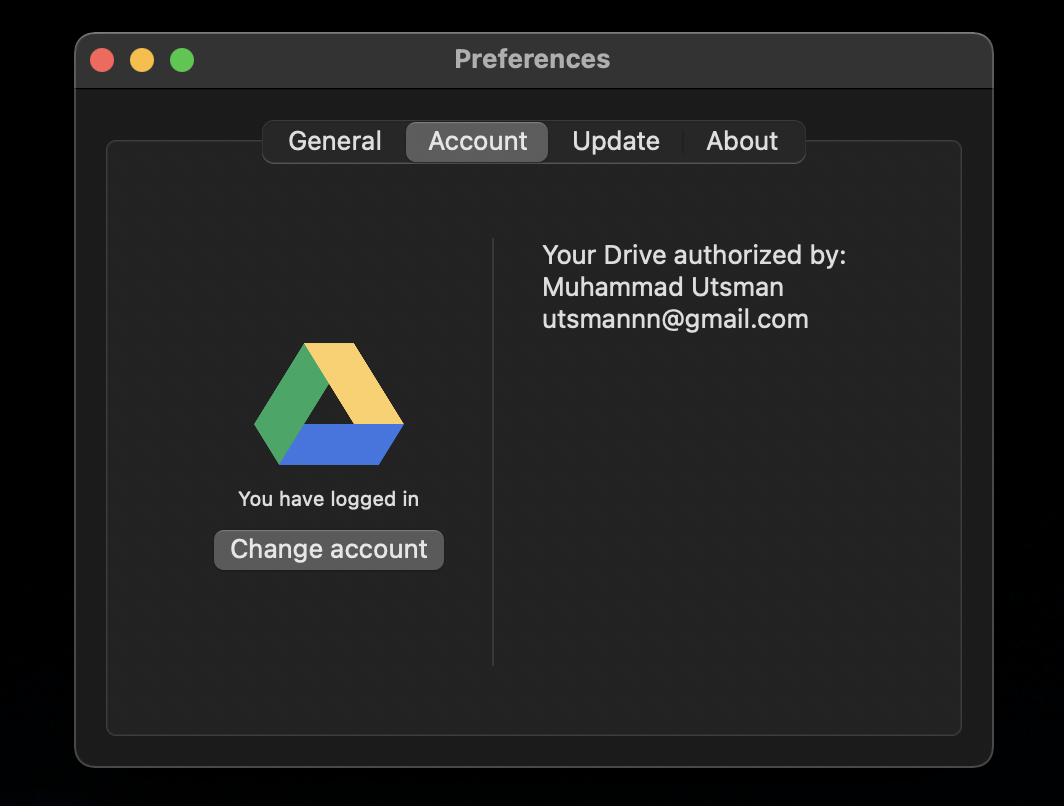 Preferences
General
Account
Update
About
Your Drive authorized by:
Muhammad Utsman
utsmannn@gmail.com
You have logged in
Change account